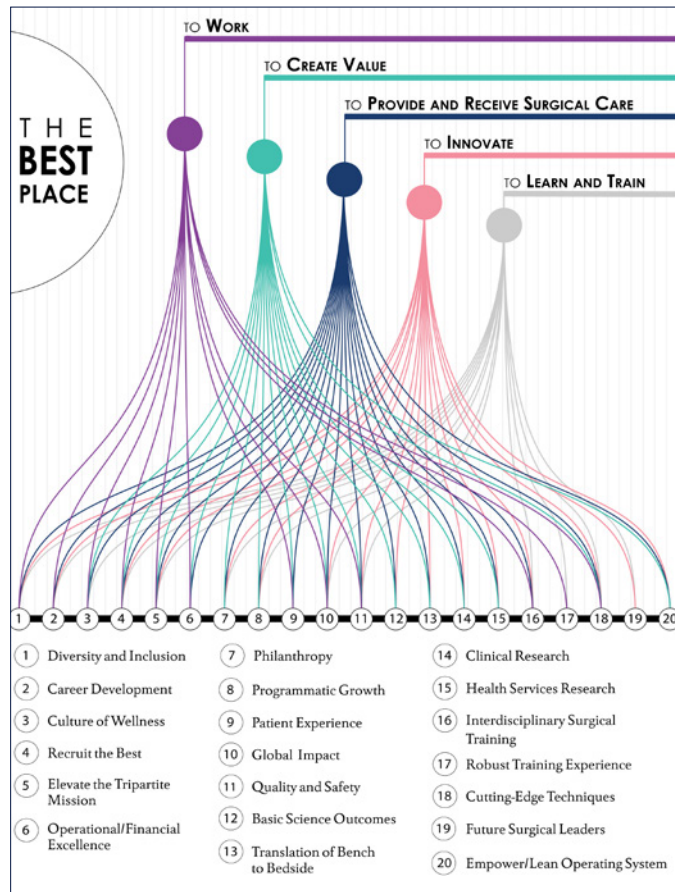 TO WORK
TO CREATE VALUE
TO PROVIDE AND RECEIVE SURGICAL CARE
TO INNOVATE
TO LEARN AND TRAIN
THE
BEST
PLACE
1 2 3 4 5 6 7 8 9 10 11 12 13 14 15 16 17 18 19 20
1 Diversity and Inclusion
2 Career Development
3 Culture of Wellness
4 Recruit the Best
5 Elevate the Tripartite
Mission
6 Operational/Financial
Excellence
7 Philanthropy
8 Programmatic Growth
9 Patient Experience
10 Global Impact
11 Quality and Safety
12 Basic Science Outcomes
13 Translation of Bench
to Bedside
14 Clinical Research
15 Health Services Research
16 Interdisciplinary Surgical
Training
17 Robust Training Experience
18 Cutting-Edge Techniques
19 Future Surgical Leaders
20 Empower/Lean Operating System